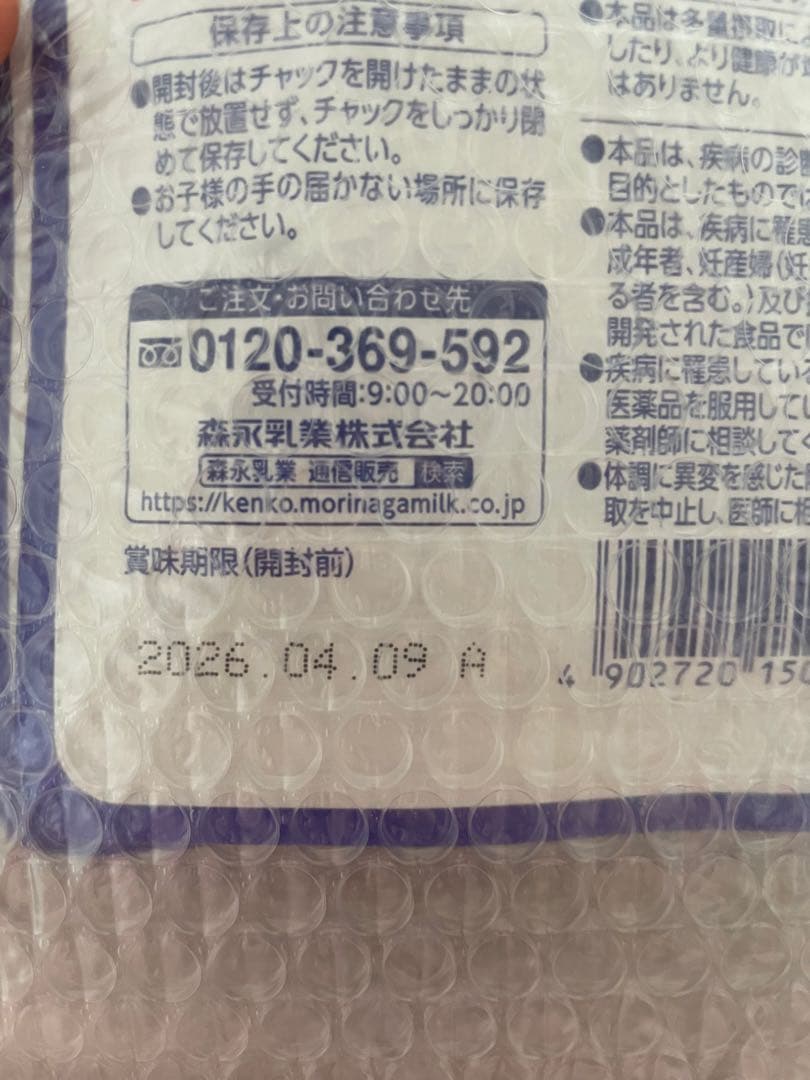 保存上の注意事項
●開封後はチャックを開けたままの状
態で放置せず、チャックをしっかり閉
めて保存してください。
●お子様の手の届かない場所に保存
してください。
ご注文・お問い合わせ先
0120-369-592
受付時間:9:00〜20:00
森永乳業株式会社
森永乳業 通信販売 検索
https://kenko.morinagamilk.co.jp
賞味期限(開封前)
2026.04.09 A
●本品は多量摂取に
したり、より健康が
はありません。
●本品は、疾病の診断
目的としたものでは
●本品は、疾病に罹患
成年者、妊産婦(妊
る者を含む。)及び
開発された食品で
●疾病に罹患している
医薬品を服用してい
薬剤師に相談してく
●体調に異変を感じた
取を中止し、医師に相
4 902720 150